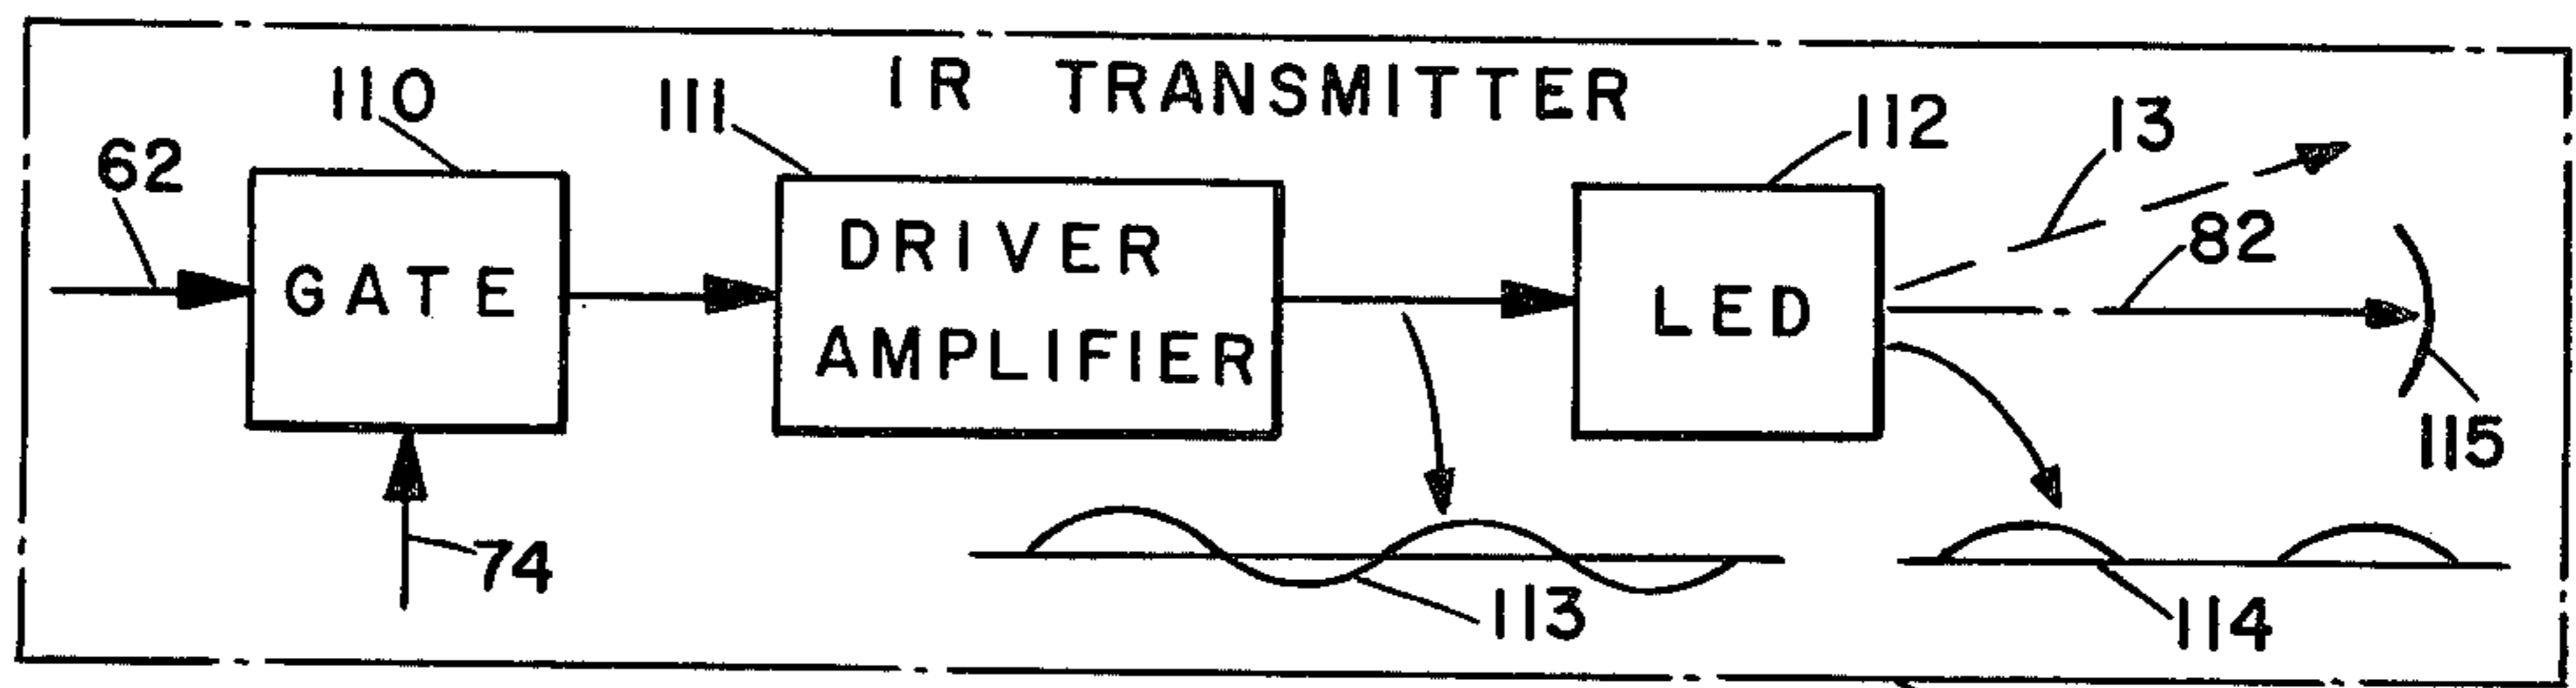 IR TRANSMITTER
110
111
112
13
62
82
GATE
DRIVER
AMPLIFIER
LED
115
74
113
114